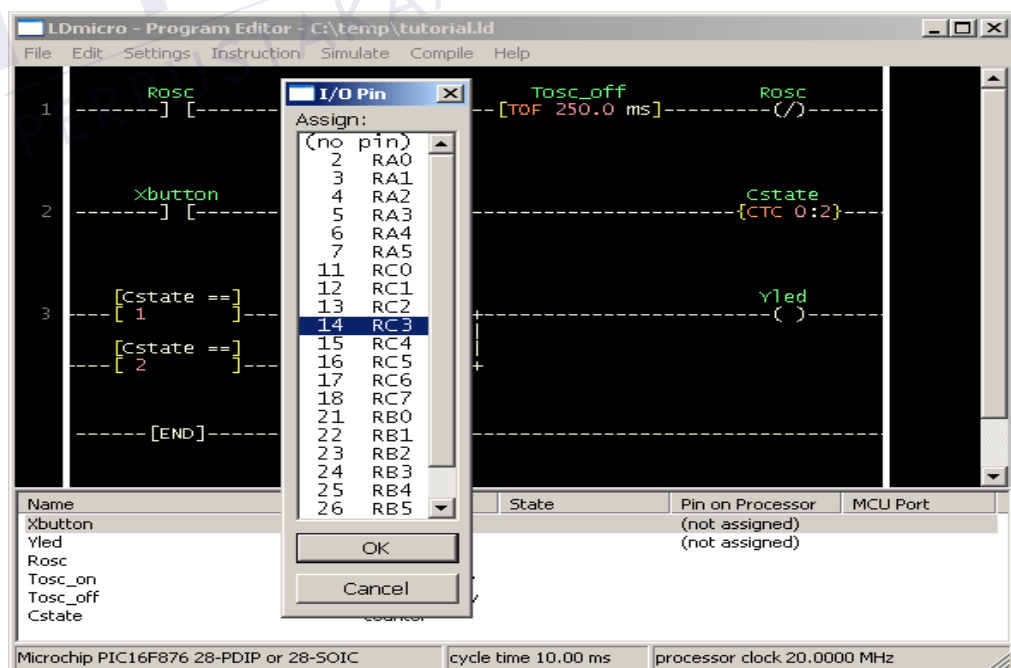 PERPUSTAKA
LDmicro - Program Editor - C:\temp\tutorial.ld
File Edit Settings Instruction Simulate Compile Help
Rosc Tosc_off Rosc
1 ------] [------- --[TOF 250.0 ms]---------(/)------
Xbutton Cstate
2 -------] [------- -----------------------{CTC 0:2}----
[Cstate ==] Yled
3 ----[ 1 ]--- +-------------------------( )------
[Cstate ==]
----[ 2 ]--- +
------[END]------ ------------------------------------
I/O Pin
Assign:
(no pin)
2 RA0
3 RA1
4 RA2
5 RA3
6 RA4
7 RA5
11 RC0
12 RC1
13 RC2
14 RC3
15 RC4
16 RC5
17 RC6
18 RC7
21 RB0
22 RB1
23 RB2
24 RB3
25 RB4
26 RB5
OK
Cancel
Name State Pin on Processor MCU Port
Xbutton (not assigned)
Yled (not assigned)
Rosc
Tosc_on
Tosc_off
Cstate
Microchip PIC16F876 28-PDIP or 28-SOIC cycle time 10.00 ms processor clock 20.0000 MHz